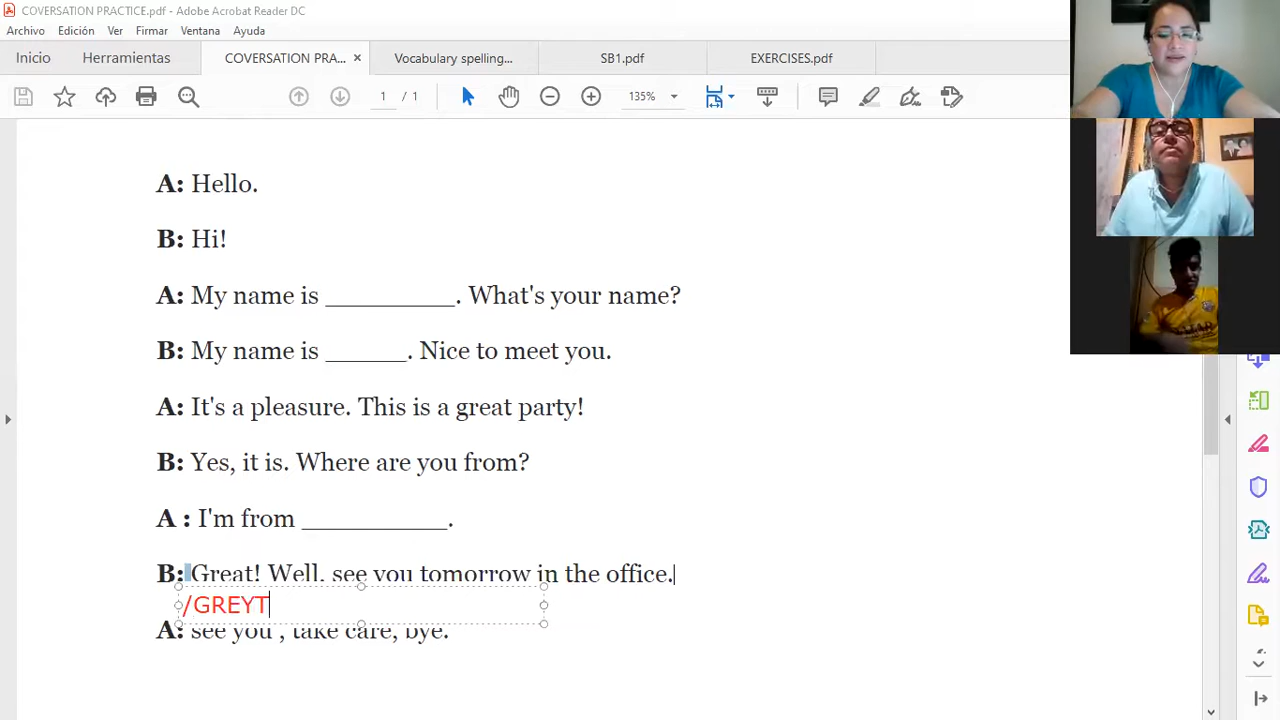 COVERSATION PRACTICE.pdf - Adobe Acrobat Reader DC
Archivo Edición Ver Firmar Ventana Ayuda
Inicio Herramientas COVERSATION PRA... × Vocabulary spelling... SB1.pdf EXERCISES.pdf
1 / 1 135%
A: Hello.
B: Hi!
A: My name is __________. What's your name?
B: My name is ______. Nice to meet you.
A: It's a pleasure. This is a great party!
B: Yes, it is. Where are you from?
A : I'm from ___________.
B: Great! Well, see you tomorrow in the office.
/GREYT
A: see you , take care, bye.